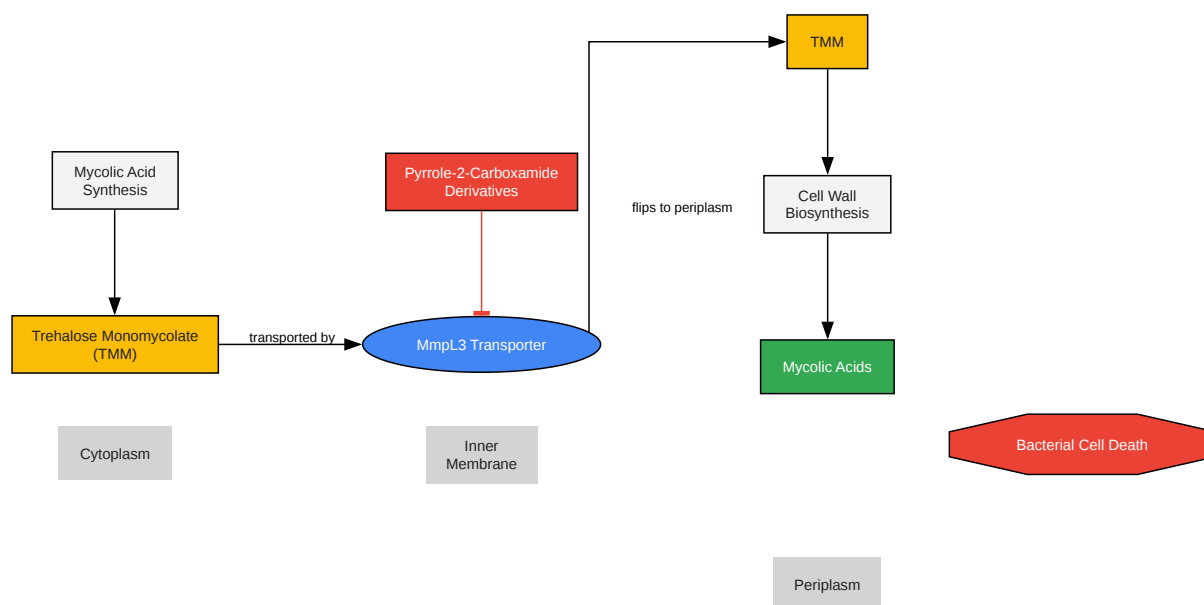 TMM
Mycolic Acid
Synthesis
Pyrrole-2-Carboxamide
Derivatives
flips to periplasm
Cell Wall
Biosynthesis
Trehalose Monomycolate
(TMM)
transported by
MmpL3 Transporter
Mycolic Acids
Cytoplasm
Inner
Membrane
Bacterial Cell Death
Periplasm